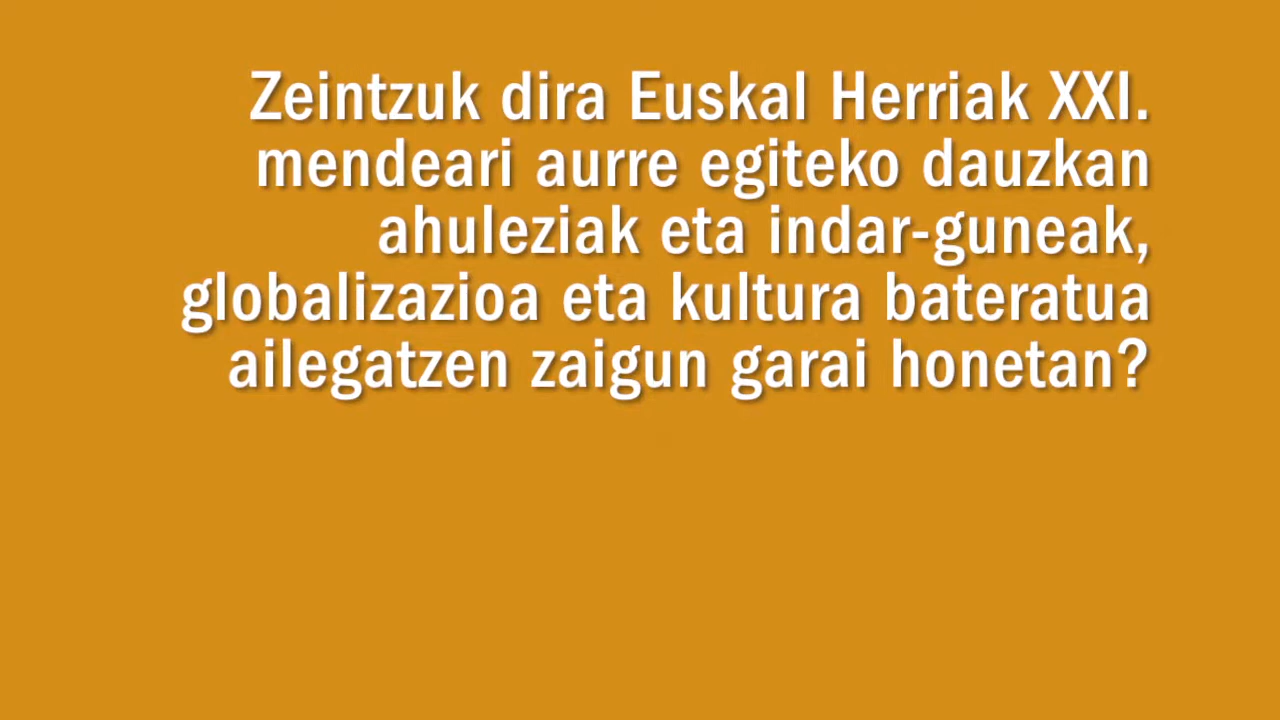 Zeintzuk dira Euskal Herriak XXI.
mendeari aurre egiteko dauzkan
ahuleziak eta indar-guneak,
globalizazioa eta kultura bateratua
ailegatzen zaigun garai honetan?